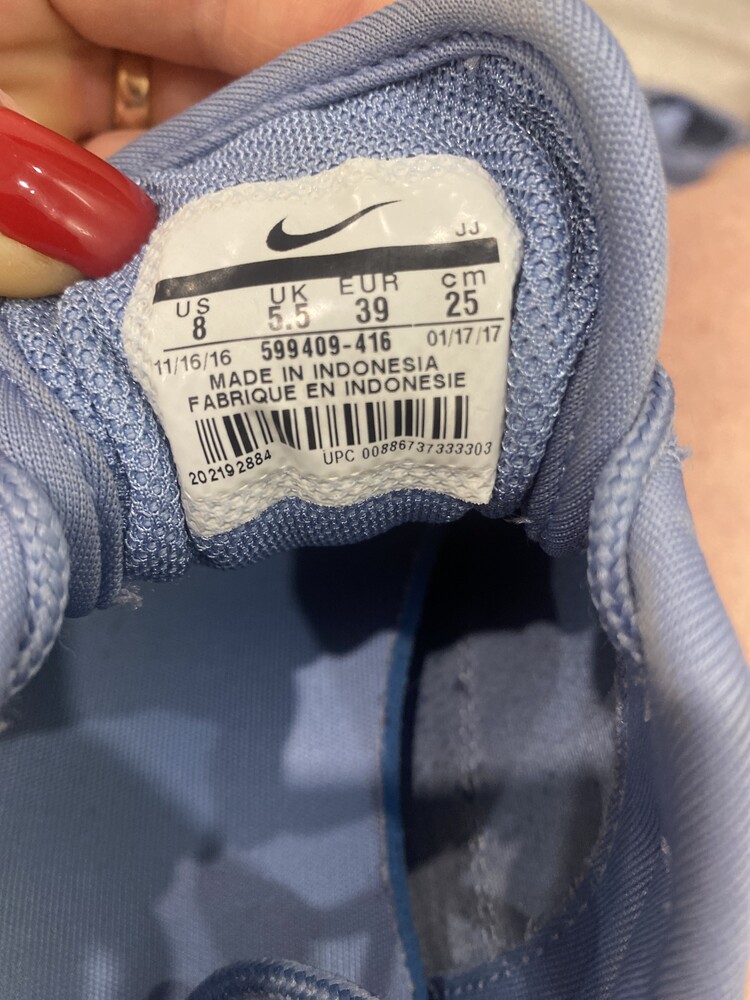 JJ
US UK EUR cm
8 5.5 39 25
11/16/16 599409-416 01/17/17
MADE IN INDONESIA
FABRIQUE EN INDONESIE
202192884 UPC 00886737333303